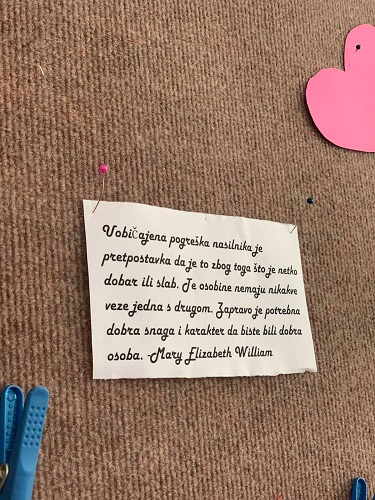 Uobičajena pogreška nasilnika je
pretpostavka da je to zbog toga što je netko
dobar ili slab. Te osobine nemaju nikakve
veze jedna s drugom. Zapravo je potrebna
dobra snaga i karakter da biste bili dobra
osoba. -Mary Elizabeth William